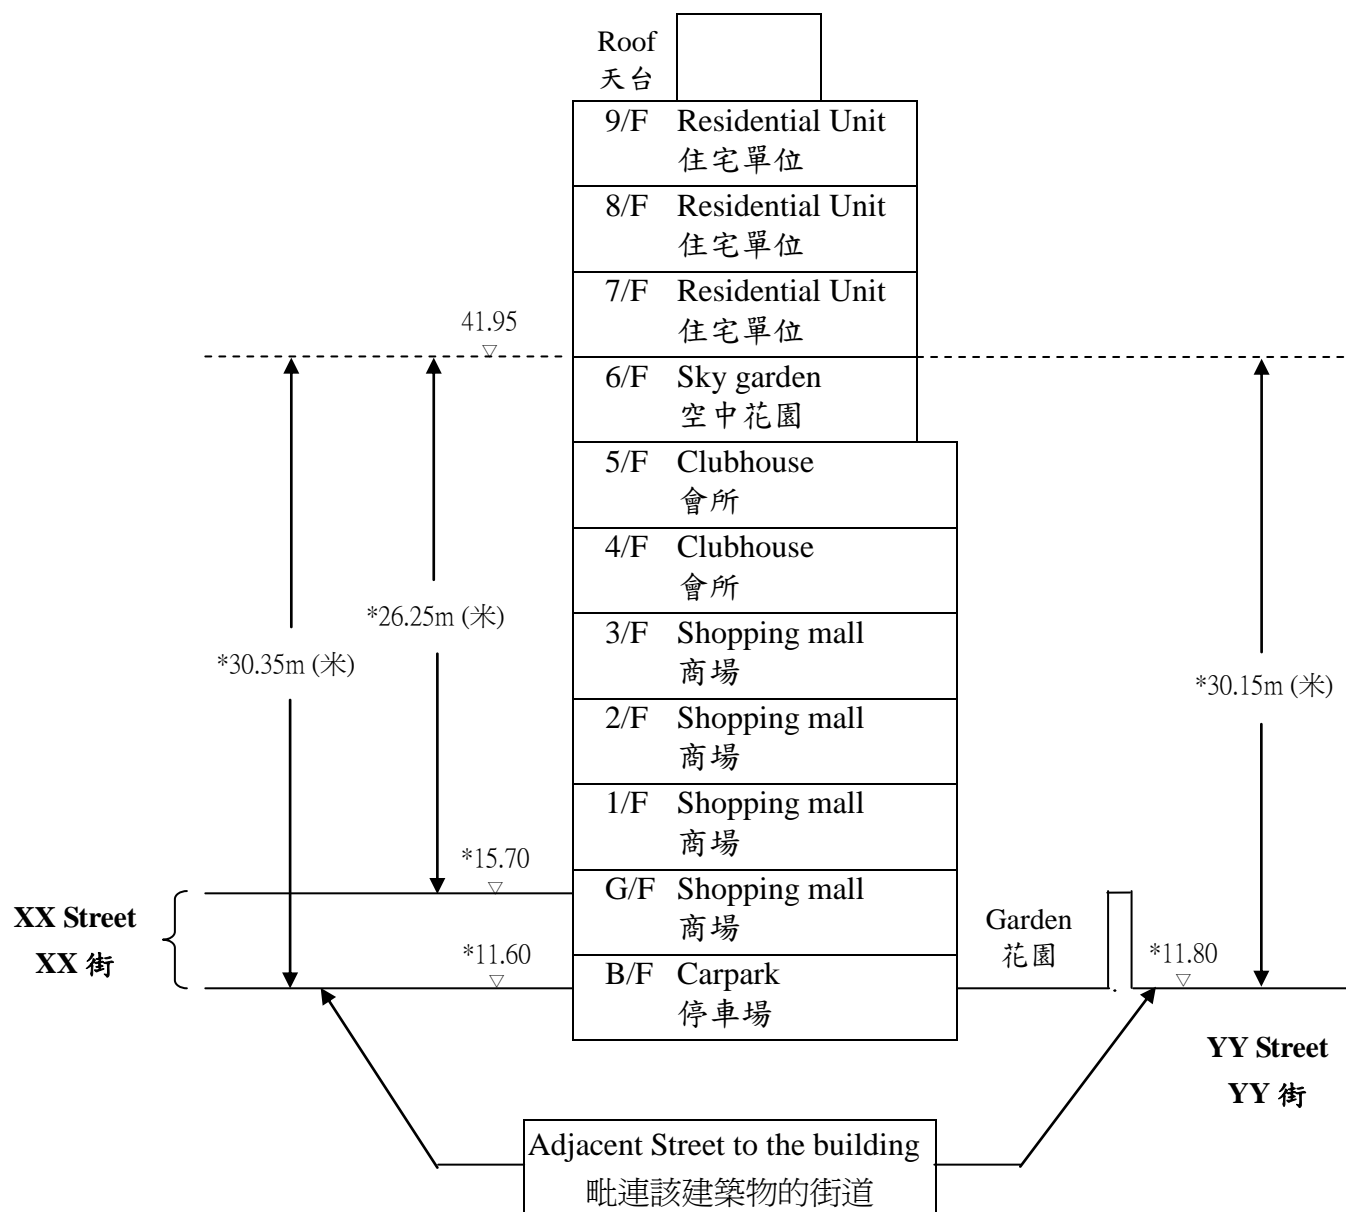 Roof
天台
9/F Residential Unit
住宅單位
8/F Residential Unit
住宅單位
7/F Residential Unit
住宅單位
41.95
6/F Sky garden
空中花園
5/F Clubhouse
會所
4/F Clubhouse
會所
*26.25m (米)
3/F Shopping mall
商場
*30.35m (米)
*30.15m (米)
2/F Shopping mall
商場
1/F Shopping mall
商場
*15.70
G/F Shopping mall
商場
XX Street
XX 街
Garden
花園
*11.60
*11.80
B/F Carpark
停車場
YY Street
YY 街
Adjacent Street to the building
毗連該建築物的街道